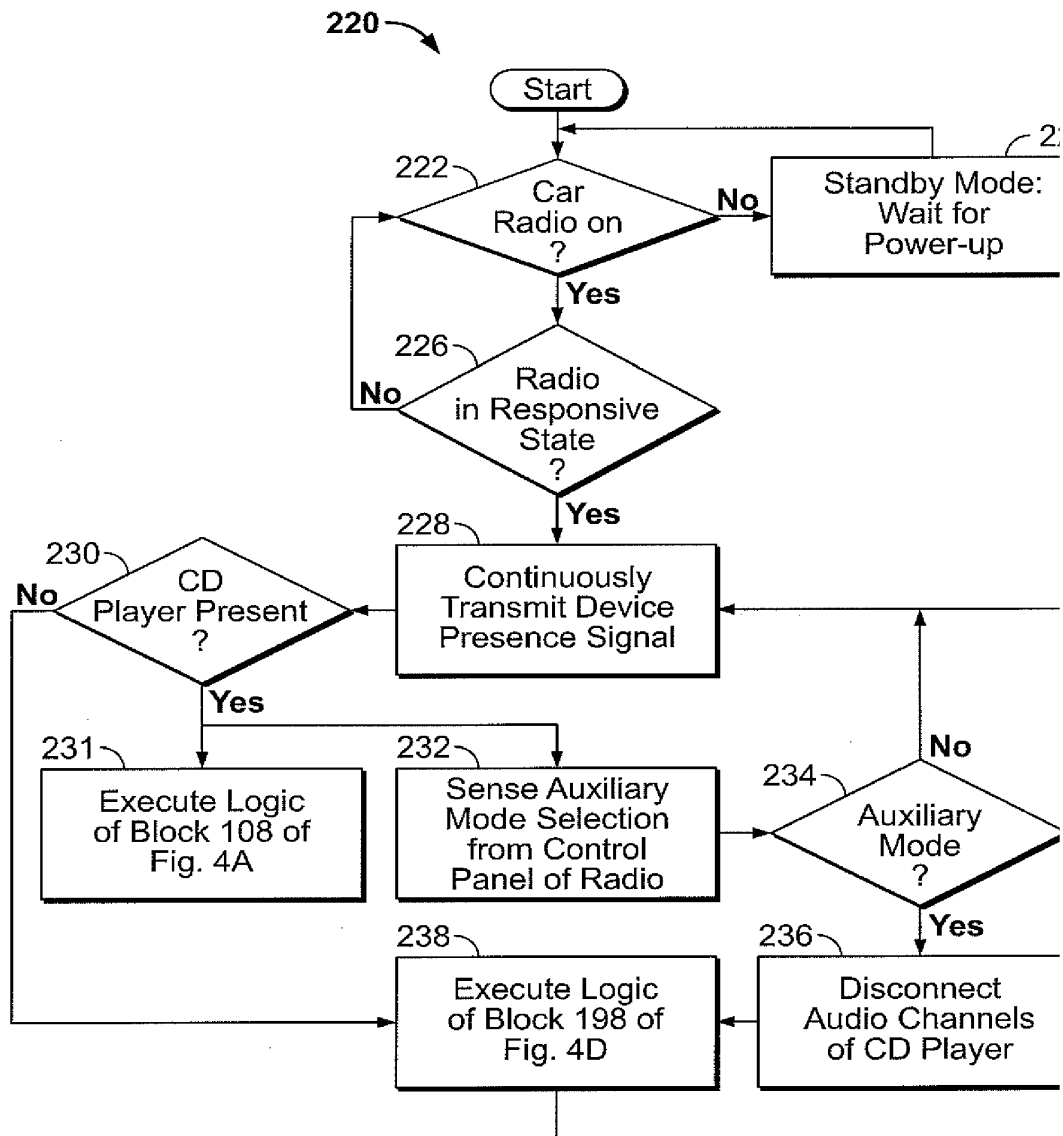 220
Start
222
Car
Radio on
?
No
Standby Mode:
Wait for
Power-up
Yes
226
Radio
in Responsive
State
?
No
Yes
228
Continuously
Transmit Device
Presence Signal
230
CD
Player Present
?
No
Yes
231
Execute Logic
of Block 108 of
Fig. 4A
232
Sense Auxiliary
Mode Selection
from Control
Panel of Radio
234
Auxiliary
Mode
?
No
Yes
236
Disconnect
Audio Channels
of CD Player
238
Execute Logic
of Block 198 of
Fig. 4D